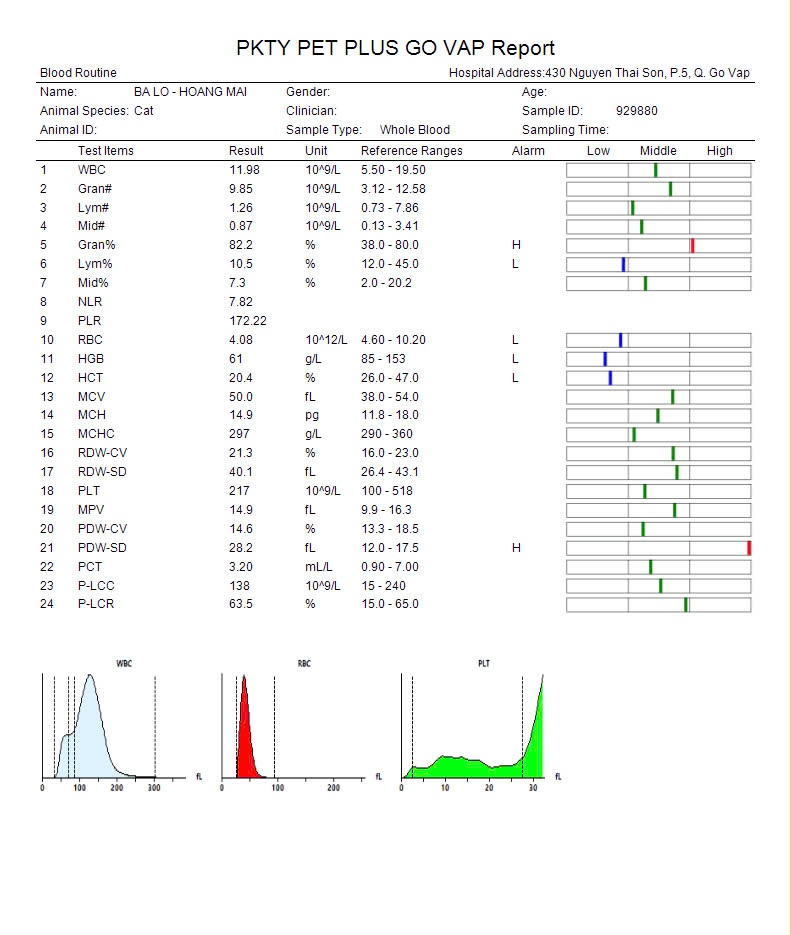 PKTY PET PLUS GO VAP Report
Blood Routine Hospital Address:430 Nguyen Thai Son, P.5, Q. Go Vap
Name: BA LO - HOANG MAI Gender: Age:
Animal Species: Cat Clinician: Sample ID: 929880
Animal ID: Sample Type: Whole Blood Sampling Time:
Test Items Result Unit Reference Ranges Alarm Low Middle High
1 WBC 11.98 10^9/L 5.50 - 19.50
2 Gran# 9.85 10^9/L 3.12 - 12.58
3 Lym# 1.26 10^9/L 0.73 - 7.86
4 Mid# 0.87 10^9/L 0.13 - 3.41
5 Gran% 82.2 % 38.0 - 80.0 H
6 Lym% 10.5 % 12.0 - 45.0 L
7 Mid% 7.3 % 2.0 - 20.2
8 NLR 7.82
9 PLR 172.22
10 RBC 4.08 10^12/L 4.60 - 10.20 L
11 HGB 61 g/L 85 - 153 L
12 HCT 20.4 % 26.0 - 47.0 L
13 MCV 50.0 fL 38.0 - 54.0
14 MCH 14.9 pg 11.8 - 18.0
15 MCHC 297 g/L 290 - 360
16 RDW-CV 21.3 % 16.0 - 23.0
17 RDW-SD 40.1 fL 26.4 - 43.1
18 PLT 217 10^9/L 100 - 518
19 MPV 14.9 fL 9.9 - 16.3
20 PDW-CV 14.6 % 13.3 - 18.5
21 PDW-SD 28.2 fL 12.0 - 17.5 H
22 PCT 3.20 mL/L 0.90 - 7.00
23 P-LCC 138 10^9/L 15 - 240
24 P-LCR 63.5 % 15.0 - 65.0
WBC RBC PLT
fL fL fL
0 100 200 300 0 100 200 0 10 20 30